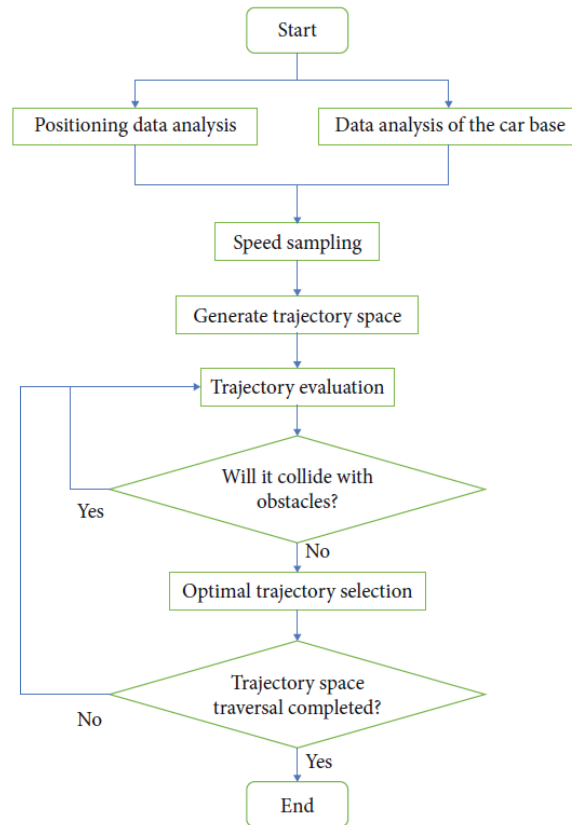 Start
Positioning data analysis
Data analysis of the car base
Speed sampling
Generate trajectory space
Trajectory evaluation
Will it collide with
obstacles?
Yes
No
Optimal trajectory selection
Trajectory space
traversal completed?
No
Yes
End